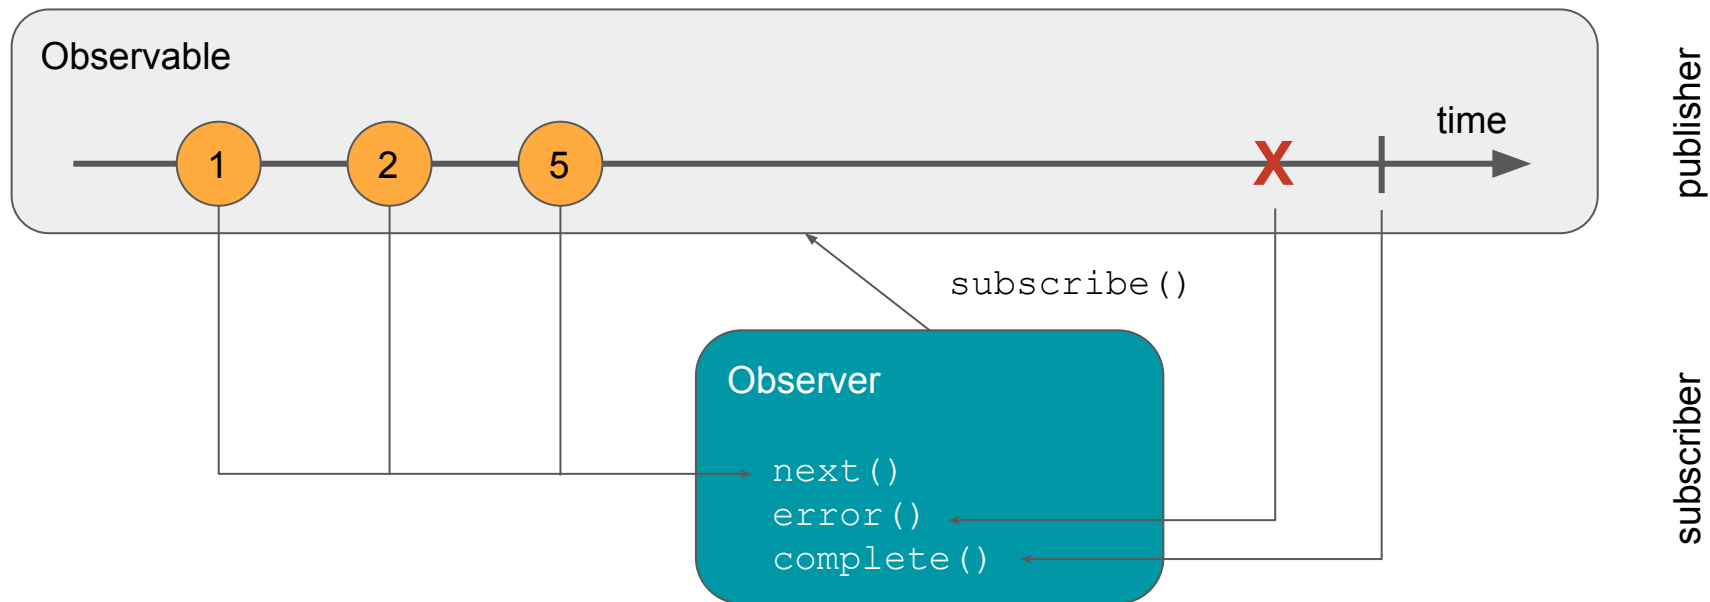 Observable
publisher
time
1
2
5
X
subscribe()
Observer
subscriber
next()
error()
complete()